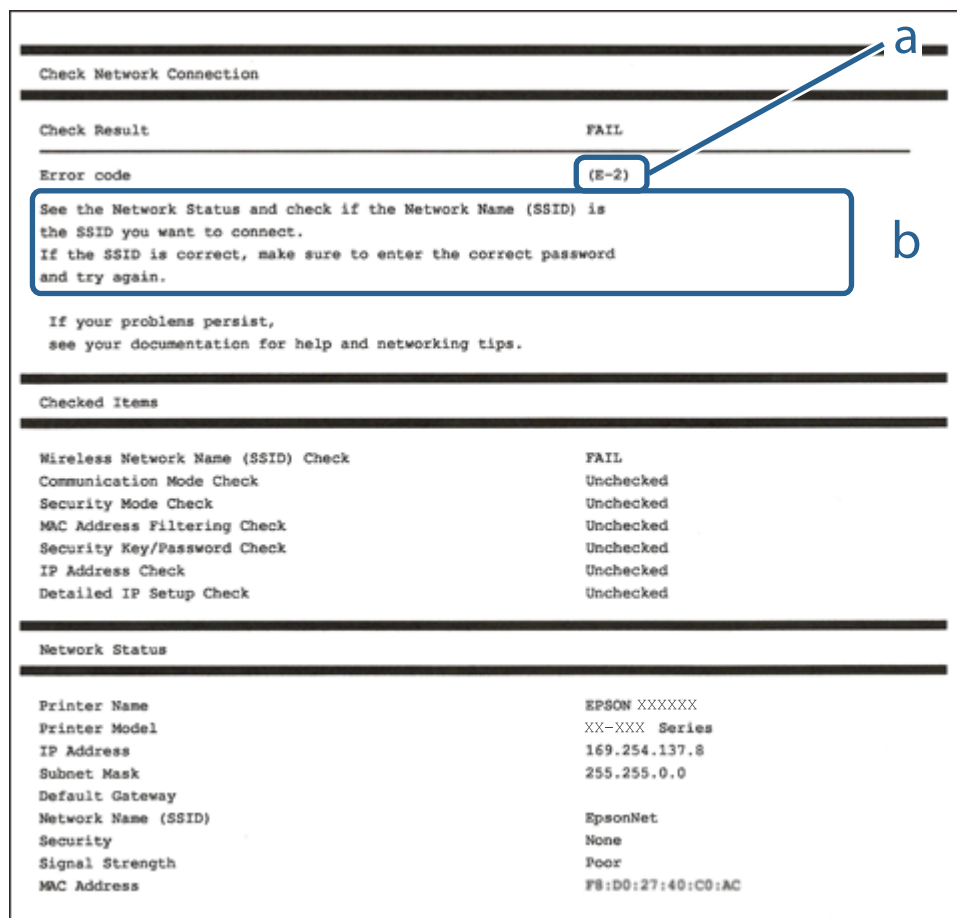 a
Check Network Connection
Check Result FAIL
Error code (E-2)
See the Network Status and check if the Network Name (SSID) is
the SSID you want to connect.
If the SSID is correct, make sure to enter the correct password
and try again.
b
If your problems persist,
see your documentation for help and networking tips.
Checked Items
Wireless Network Name (SSID) Check FAIL
Communication Mode Check Unchecked
Security Mode Check Unchecked
MAC Address Filtering Check Unchecked
Security Key/Password Check Unchecked
IP Address Check Unchecked
Detailed IP Setup Check Unchecked
Network Status
Printer Name EPSON XXXXXX
Printer Model XX-XXX Series
IP Address 169.254.137.8
Subnet Mask 255.255.0.0
Default Gateway
Network Name (SSID) EpsonNet
Security None
Signal Strength Poor
MAC Address F8:D0:27:40:C0:AC